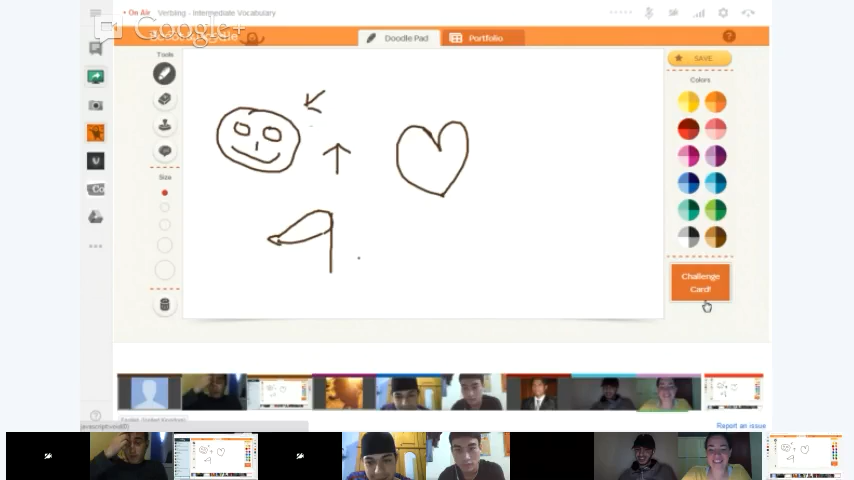 • On Air Verbling - Intermediate Vocabulary
Google+
Doodle Pad
Portfolio
?
Tools
SAVE
Colors
Size
Challenge
Card!
Report an issue